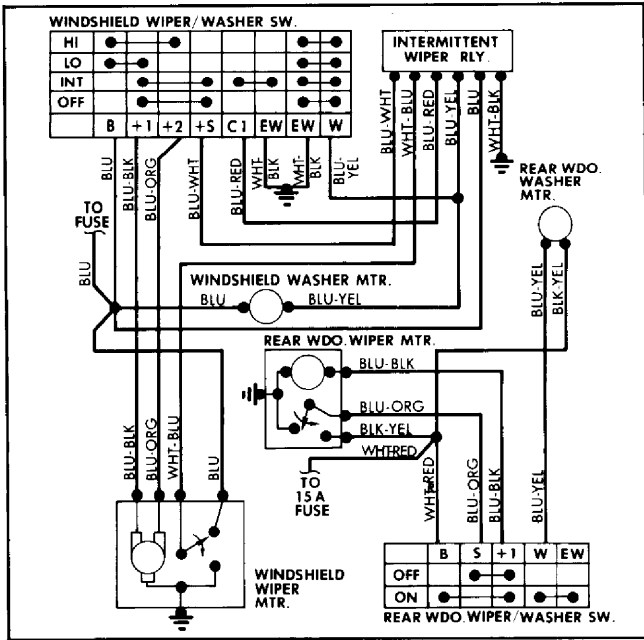 WINDSHIELD WIPER/WASHER SW.
HI
LO
INT
OFF
B +1 +2 +S C1 EW EW W
INTERMITTENT
WIPER RLY.
BLU
BLU-BLK
BLU-ORG
BLU-WHT
BLU-RED
WHT-
BLK
WHT-
BLK
BLU-
YEL
BLU-WHT
WHT-BLU
BLU-RED
BLU-YEL
BLU
WHT-BLK
REAR WDO.
WASHER
MTR.
TO
FUSE
BLU
WINDSHIELD WASHER MTR.
BLU
BLU-YEL
BLU-YEL
BLK-YEL
REAR WDO. WIPER MTR.
BLU-BLK
BLU-ORG
BLK-YEL
WHT-RED
TO
15 A
FUSE
BLU-BLK
BLU-ORG
WHT-BLU
BLU
WHT-RED
BLU-ORG
BLU-BLK
BLU-YEL
WINDSHIELD
WIPER
MTR.
B S +1 W EW
OFF
ON
REAR WDO. WIPER/WASHER SW.